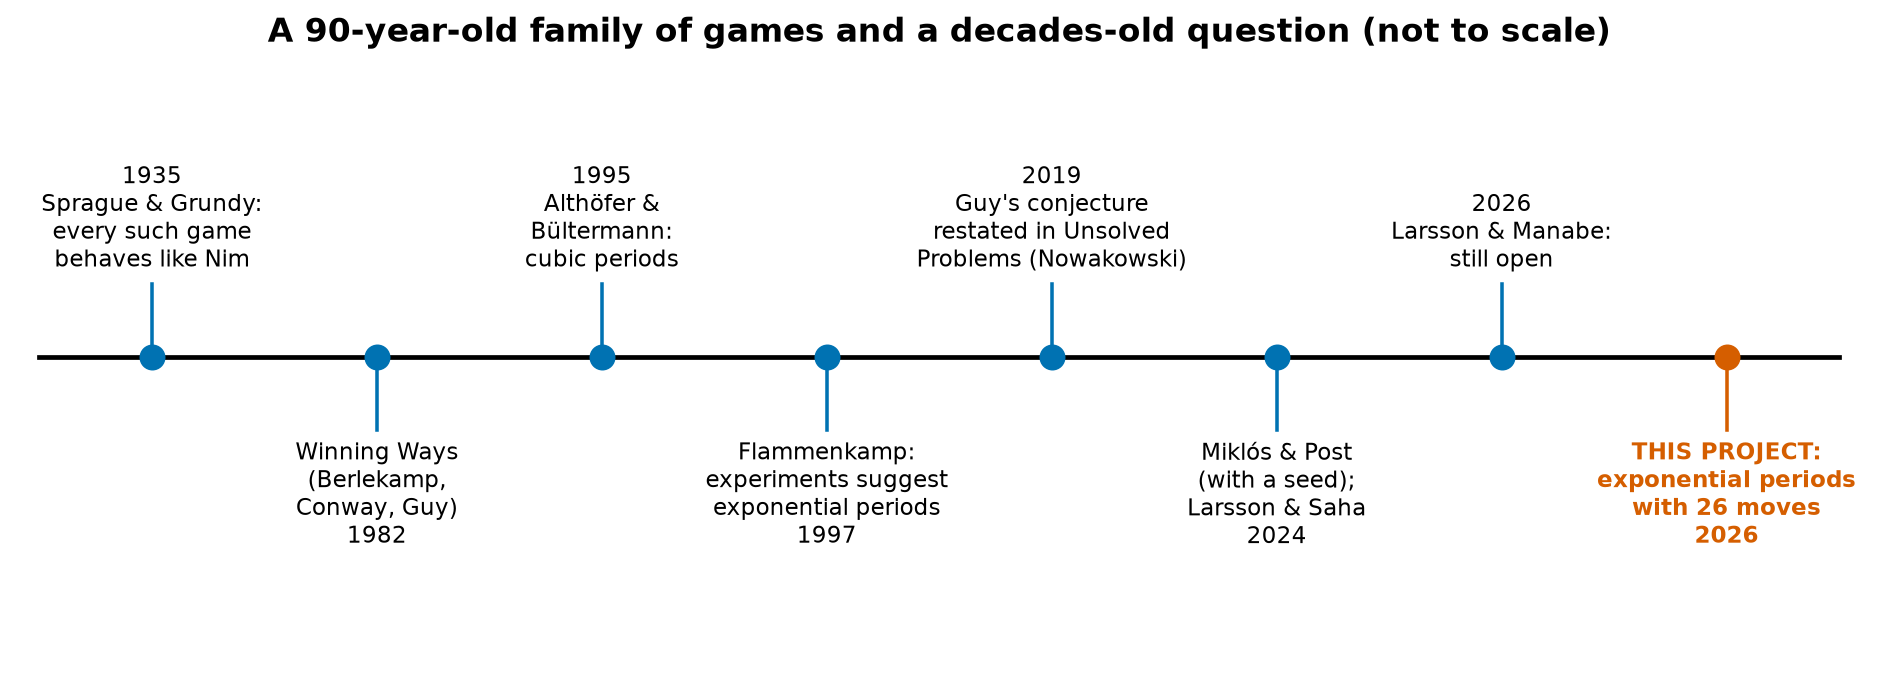 A 90-year-old family of games and a decades-old question (not to scale)
1935
Sprague & Grundy:
every such game
behaves like Nim
Winning Ways
(Berlekamp,
Conway, Guy)
1982
1995
Althöfer &
Bültermann:
cubic periods
Flammenkamp:
experiments suggest
exponential periods
1997
2019
Guy's conjecture
restated in Unsolved
Problems (Nowakowski)
Miklós & Post
(with a seed);
Larsson & Saha
2024
2026
Larsson & Manabe:
still open
THIS PROJECT:
exponential periods
with 26 moves
2026